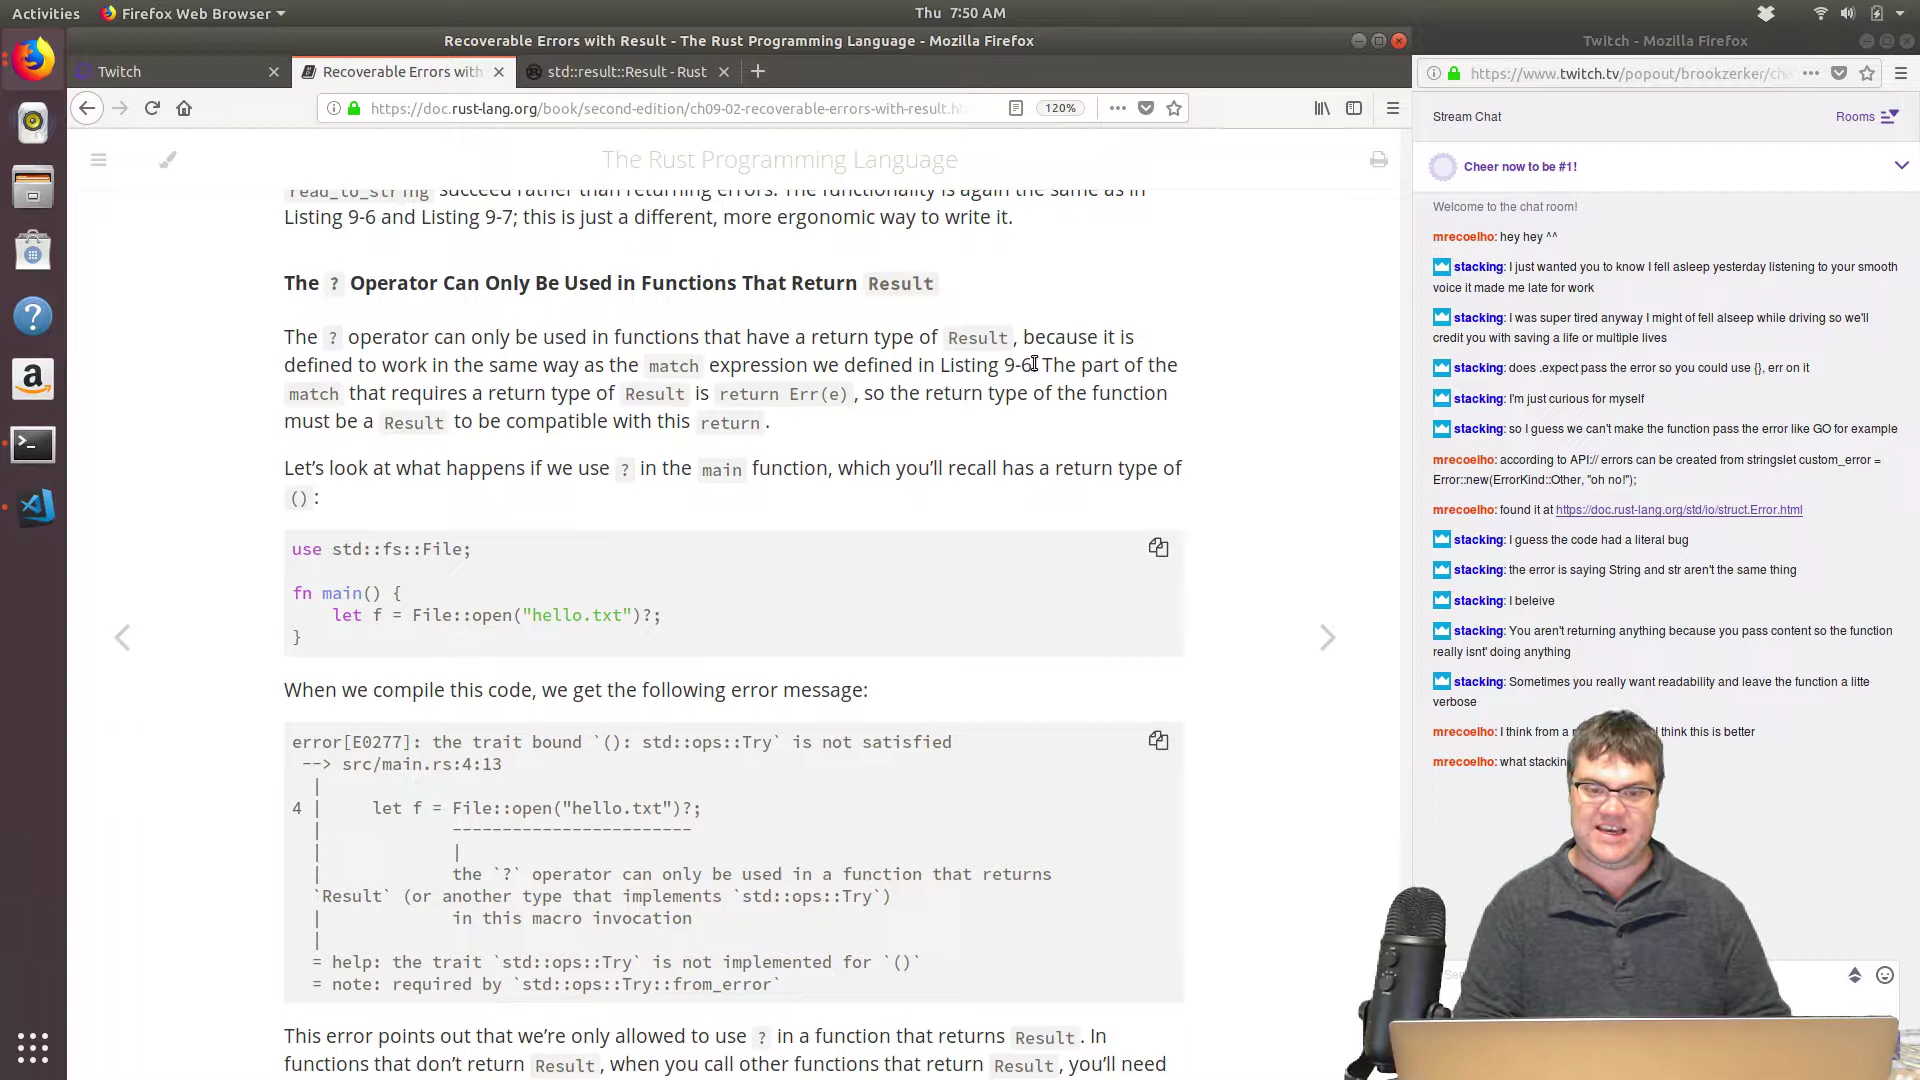 Activities
Firefox Web Browser
Thu 7:50 AM
Recoverable Errors with Result - The Rust Programming Language - Mozilla Firefox
Twitch - Mozilla Firefox
Twitch
Recoverable Errors with
std::result::Result - Rust
https://doc.rust-lang.org/book/second-edition/ch09-02-recoverable-errors-with-result.ht
120%
https://www.twitch.tv/popout/brookzerker/cha
The Rust Programming Language
read_to_string succeed rather than returning errors. The functionality is again the same as in
Listing 9-6 and Listing 9-7; this is just a different, more ergonomic way to write it.
The ? Operator Can Only Be Used in Functions That Return Result
The ? operator can only be used in functions that have a return type of Result, because it is
defined to work in the same way as the match expression we defined in Listing 9-6. The part of the
match that requires a return type of Result is return Err(e), so the return type of the function
must be a Result to be compatible with this return.
Let’s look at what happens if we use ? in the main function, which you’ll recall has a return type of
():
use std::fs::File;
fn main() {
let f = File::open("hello.txt")?;
}
When we compile this code, we get the following error message:
error[E0277]: the trait bound `(): std::ops::Try` is not satisfied
--> src/main.rs:4:13
|
4 | let f = File::open("hello.txt")?;
| ------------------------
| |
| the `?` operator can only be used in a function that returns
`Result` (or another type that implements `std::ops::Try`)
| in this macro invocation
|
= help: the trait `std::ops::Try` is not implemented for `()`
= note: required by `std::ops::Try::from_error`
This error points out that we’re only allowed to use ? in a function that returns Result. In
functions that don’t return Result, when you call other functions that return Result, you’ll need
Stream Chat
Rooms
Cheer now to be #1!
Welcome to the chat room!
mrecoelho: hey hey ^^
stacking: I just wanted you to know I fell asleep yesterday listening to your smooth
voice it made me late for work
stacking: I was super tired anyway I might of fell alseep while driving so we'll
credit you with saving a life or multiple lives
stacking: does .expect pass the error so you could use {}, err on it
stacking: I'm just curious for myself
stacking: so I guess we can't make the function pass the error like GO for example
mrecoelho: according to API:// errors can be created from stringslet custom_error =
Error::new(ErrorKind::Other, "oh no!");
mrecoelho: found it at https://doc.rust-lang.org/std/io/struct.Error.html
stacking: I guess the code had a literal bug
stacking: the error is saying String and str aren't the same thing
stacking: I beleive
stacking: You aren't returning anything because you pass content so the function
really isnt' doing anything
stacking: Sometimes you really want readability and leave the function a litte
verbose
mrecoelho: I think from a I think this is better
mrecoelho: what